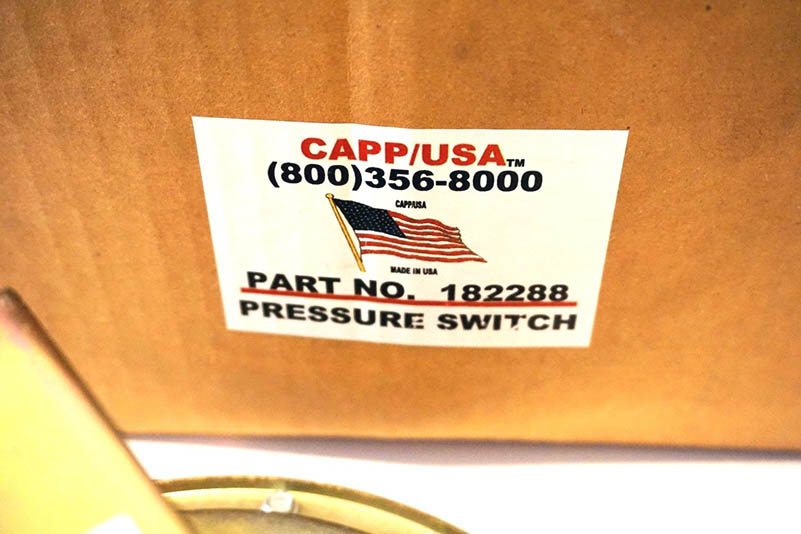 CAPP/USA™
(800)356-8000
CAPP/USA
MADE IN USA
PART NO. 182288
PRESSURE SWITCH